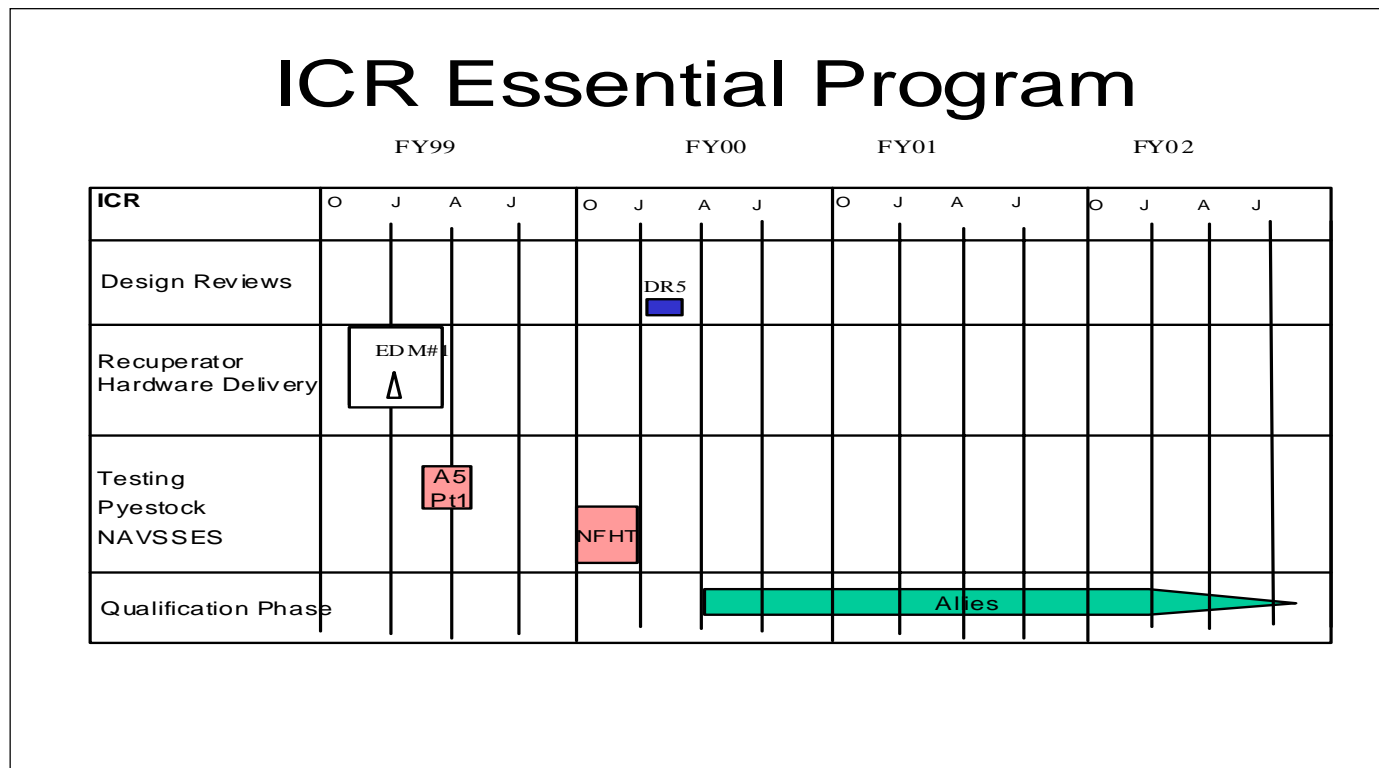 ICR Essential Program
FY99 FY00 FY01 FY02
ICR O J A J O J A J O J A J O J A J
Design Reviews
DR5
EDM#1
Recuperator
Hardware Delivery
A5
Pt1
Testing
Pyestock
NAVSSES
NFHT
Qualification Phase
Alies